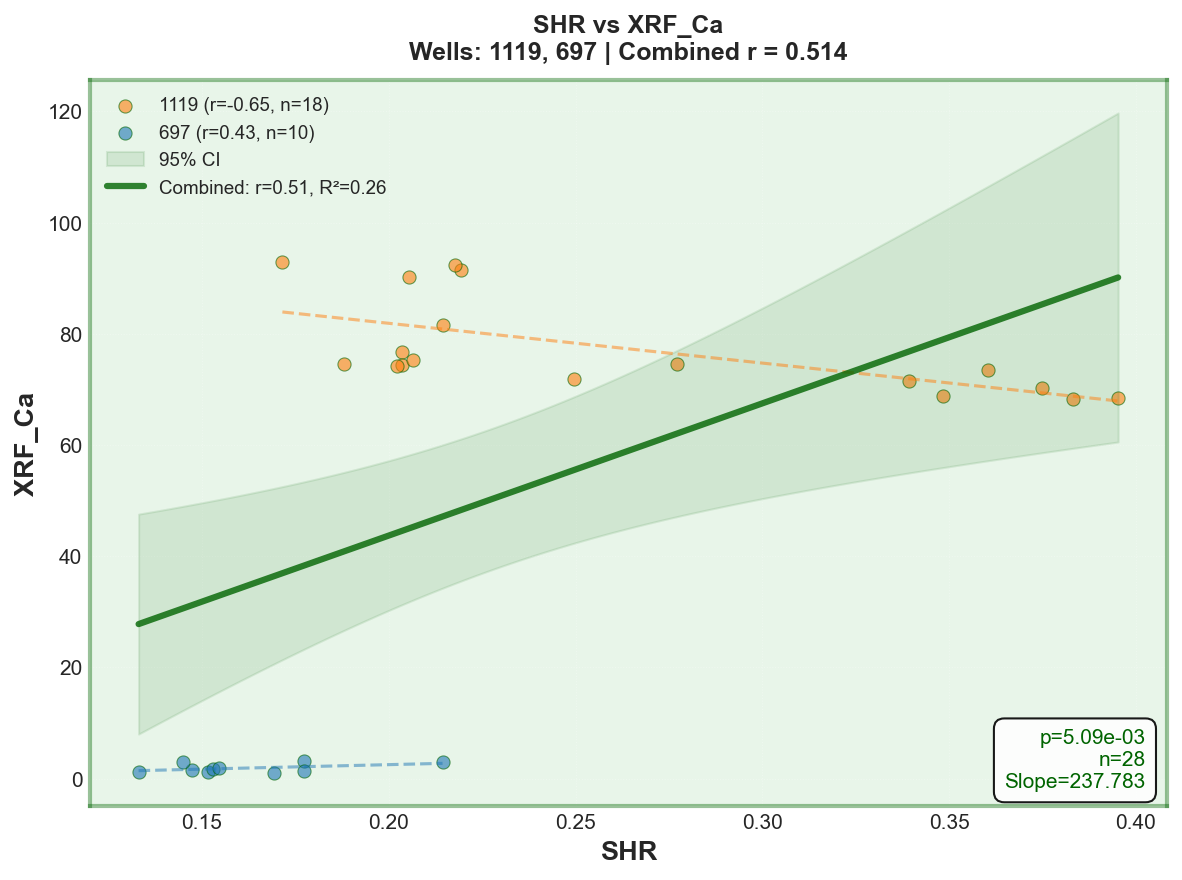 SHR vs XRF_Ca
Wells: 1119, 697 | Combined r = 0.514
1119 (r=-0.65, n=18)
697 (r=0.43, n=10)
95% CI
Combined: r=0.51, R²=0.26
XRF_Ca
120
100
80
60
40
20
0
p=5.09e-03
n=28
Slope=237.783
0.15
0.20
0.25
0.30
0.35
0.40
SHR